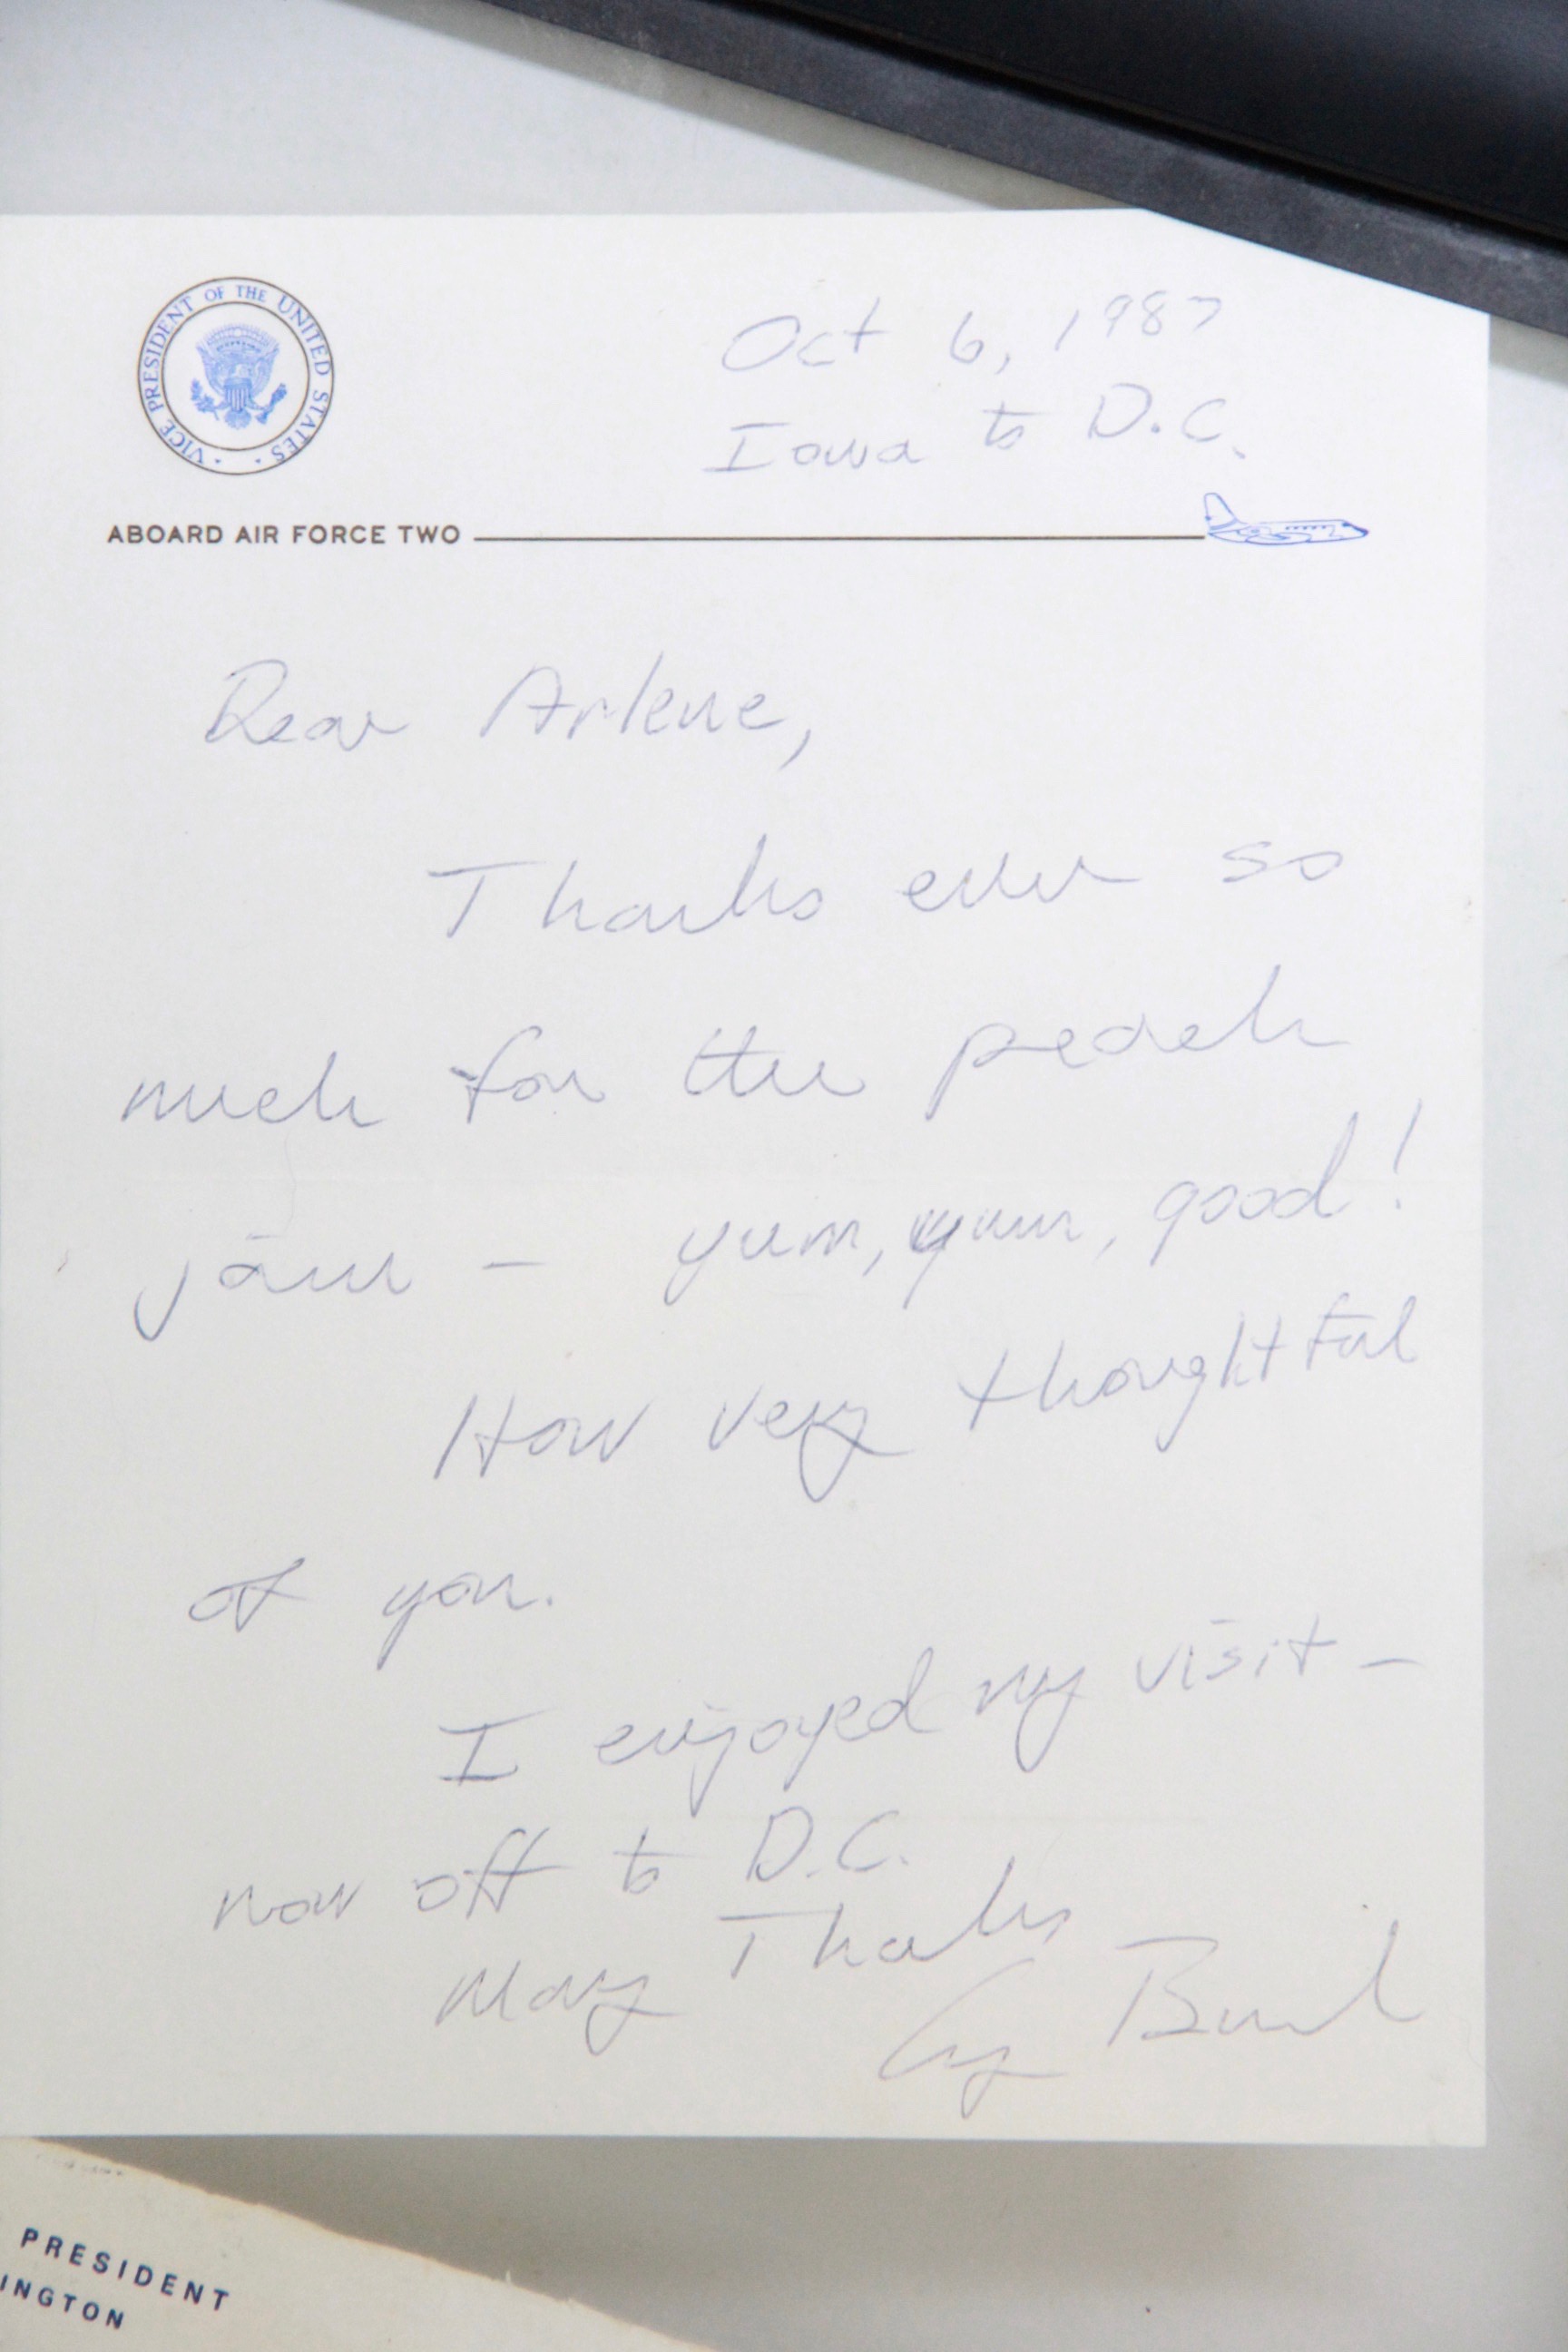 VICE PRESIDENT OF THE UNITED STATES
Oct 6, 1987
Iowa to D.C.
ABOARD AIR FORCE TWO
Dear Arlene,
Thanks ever so
much for the peach
jam – yum, yum, good!
How very thoughtful
of you.
I enjoyed my visit –
now off to D.C.
Many Thanks
Bush
PRESIDENT
INGTON